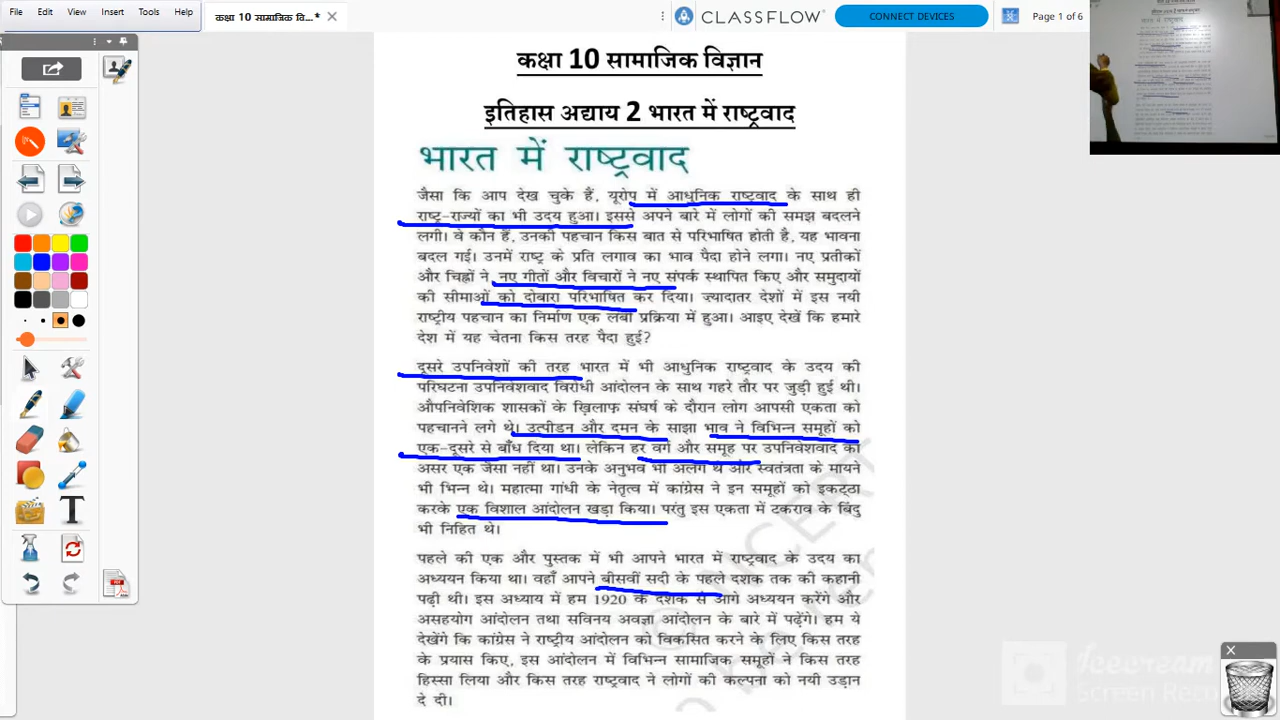 File Edit View Insert Tools Help
कक्षा 10 सामाजिक वि...*
CLASSFLOW
CONNECT DEVICES
Page 1 of 6
कक्षा 10 सामाजिक विज्ञान
इतिहास अध्याय 2 भारत में राष्ट्रवाद
भारत में राष्ट्रवाद
जैसा कि आप देख चुके हैं, यूरोप में आधुनिक राष्ट्रवाद के साथ ही
राष्ट्र-राज्यों का भी उदय हुआ। इससे अपने बारे में लोगों की समझ बदलने
लगी। वे कौन हैं, उनकी पहचान किस बात से परिभाषित होती है, यह भावना
बदल गई। उनमें राष्ट्र के प्रति लगाव का भाव पैदा होने लगा। नए प्रतीकों
और चिह्नों ने, नए गीतों और विचारों ने नए संपर्क स्थापित किए और समुदायों
की सीमाओं को दोबारा परिभाषित कर दिया। ज़्यादातर देशों में इस नयी
राष्ट्रीय पहचान का निर्माण एक लंबी प्रक्रिया में हुआ। आइए देखें कि हमारे
देश में यह चेतना किस तरह पैदा हुई?
दूसरे उपनिवेशों की तरह भारत में भी आधुनिक राष्ट्रवाद के उदय की
परिघटना उपनिवेशवाद विरोधी आंदोलन के साथ गहरे तौर पर जुड़ी हुई थी।
औपनिवेशिक शासकों के ख़िलाफ़ संघर्ष के दौरान लोग आपसी एकता को
पहचानने लगे थे। उत्पीड़न और दमन के साझा भाव ने विभिन्न समूहों को
एक-दूसरे से बाँध दिया था। लेकिन हर वर्ग और समूह पर उपनिवेशवाद का
असर एक जैसा नहीं था। उनके अनुभव भी अलग थे और स्वतंत्रता के मायने
भी भिन्न थे। महात्मा गांधी के नेतृत्व में कांग्रेस ने इन समूहों को इकट्ठा
करके एक विशाल आंदोलन खड़ा किया। परंतु इस एकता में टकराव के बिंदु
भी निहित थे।
पहले की एक और पुस्तक में भी आपने भारत में राष्ट्रवाद के उदय का
अध्ययन किया था। वहाँ आपने बीसवीं सदी के पहले दशक तक की कहानी
पढ़ी थी। इस अध्याय में हम 1920 के दशक से आगे अध्ययन करेंगे और
असहयोग आंदोलन तथा सविनय अवज्ञा आंदोलन के बारे में पढ़ेंगे। हम ये
देखेंगे कि कांग्रेस ने राष्ट्रीय आंदोलन को विकसित करने के लिए किस तरह
के प्रयास किए, इस आंदोलन में विभिन्न सामाजिक समूहों ने किस तरह
हिस्सा लिया और किस तरह राष्ट्रवाद ने लोगों की कल्पना को नयी उड़ान
दे दी।
© NCERT
Icecream
Screen Rec